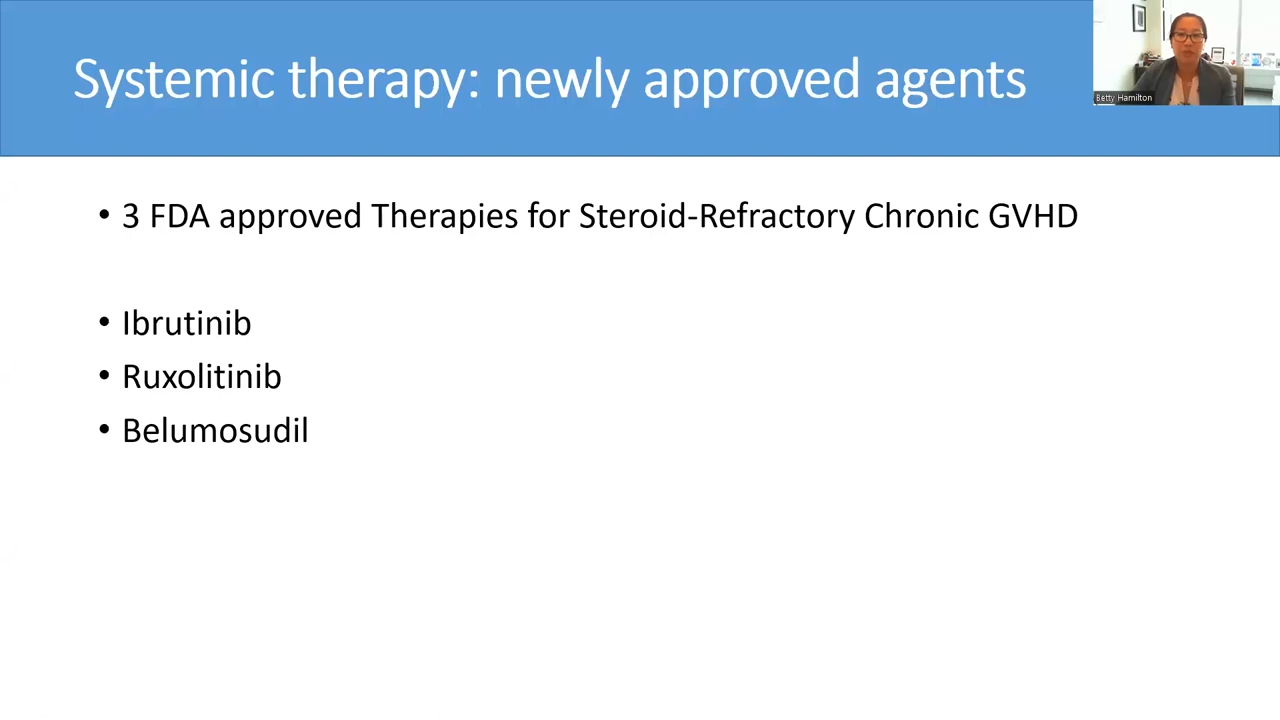 Systemic therapy: newly approved agents
Betty Hamilton
• 3 FDA approved Therapies for Steroid-Refractory Chronic GVHD
• Ibrutinib
• Ruxolitinib
• Belumosudil